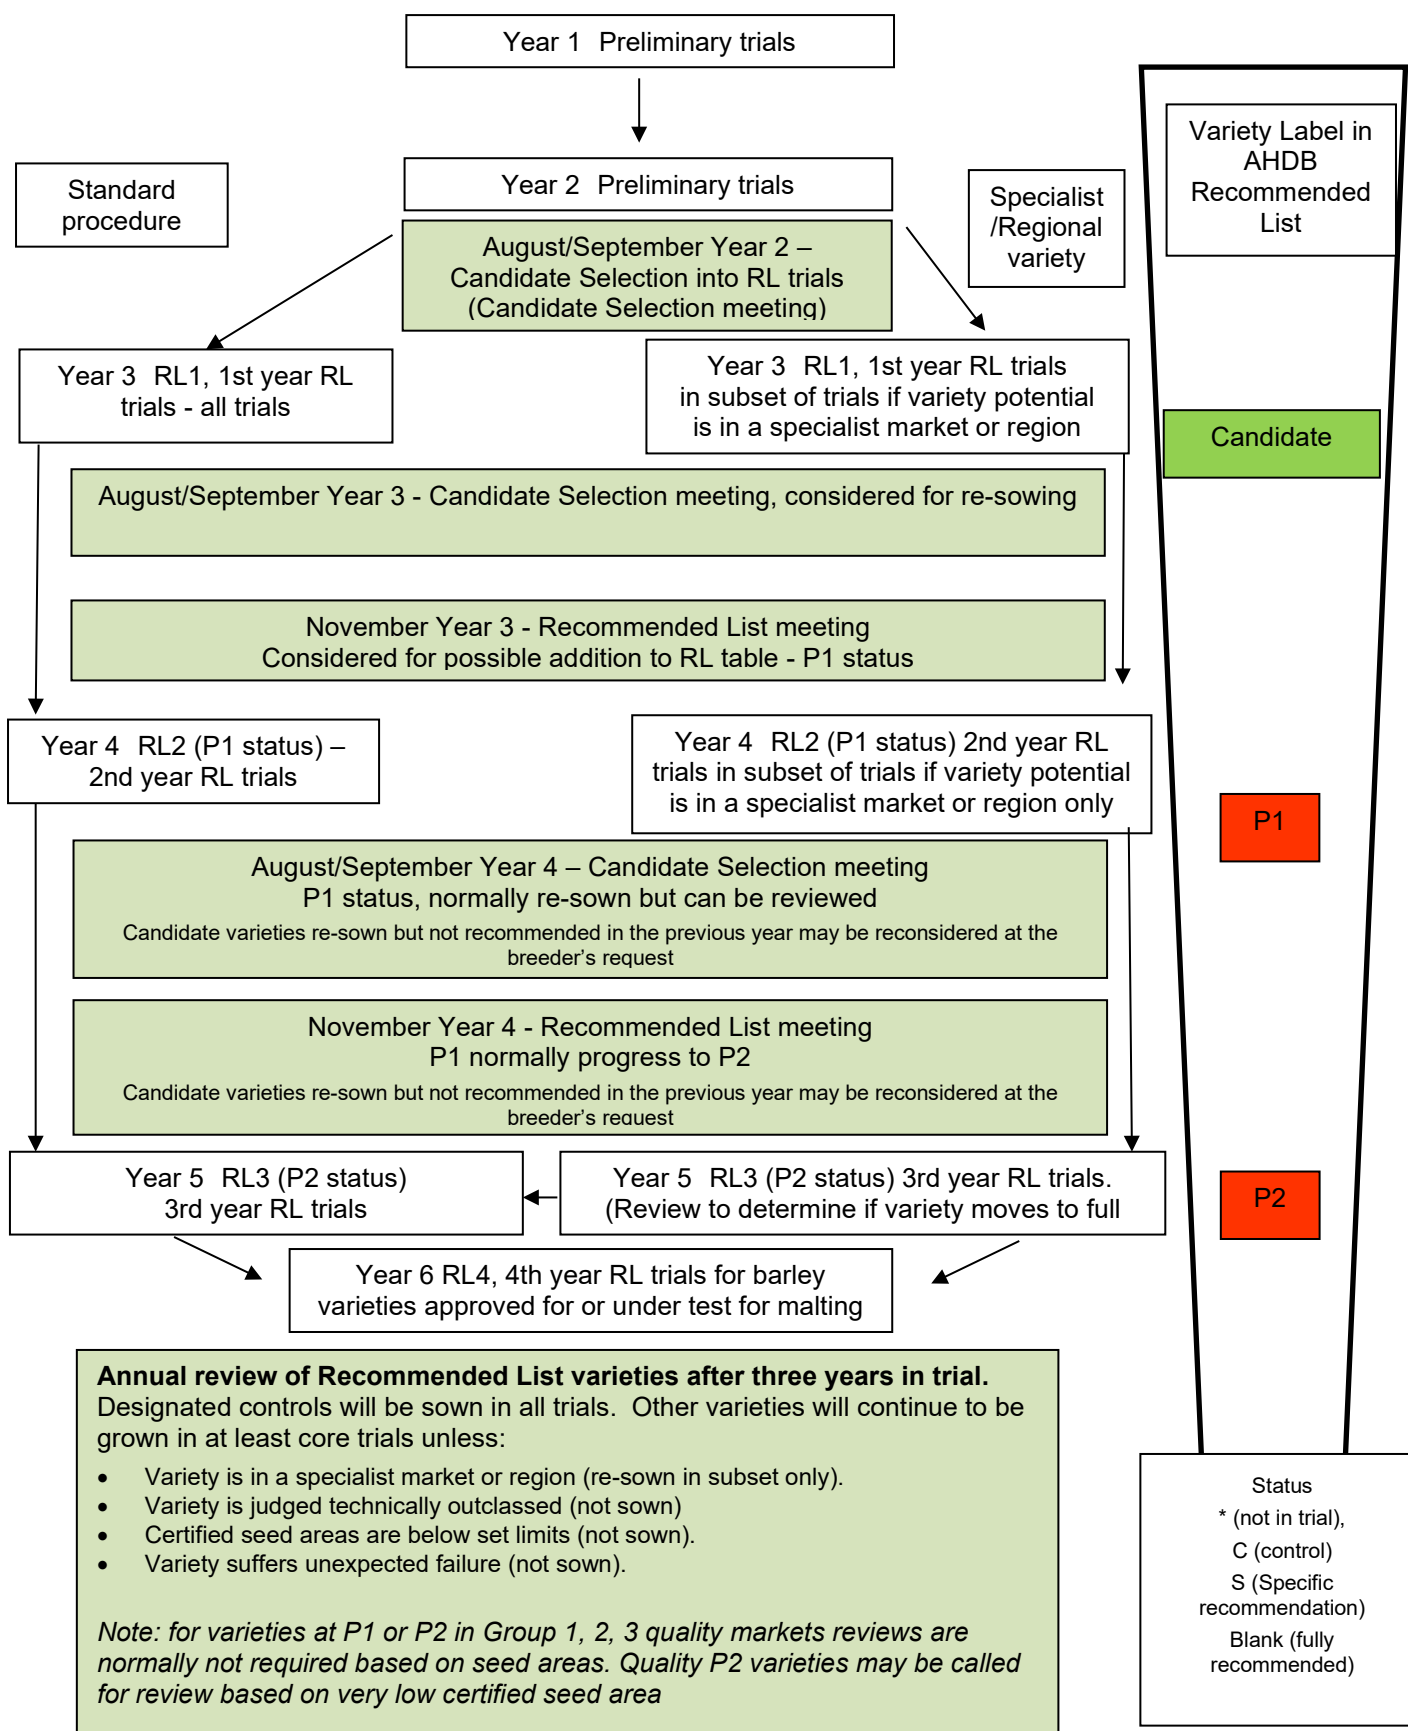 Year 1 Preliminary trials
Variety Label in
AHDB
Recommended
List
Standard
procedure
Year 2 Preliminary trials
Specialist
/Regional
variety
August/September Year 2 –
Candidate Selection into RL trials
(Candidate Selection meeting)
Year 3 RL1, 1st year RL
trials - all trials
Year 3 RL1, 1st year RL trials
in subset of trials if variety potential
is in a specialist market or region
Candidate
August/September Year 3 - Candidate Selection meeting, considered for re-sowing
November Year 3 - Recommended List meeting
Considered for possible addition to RL table - P1 status
Year 4 RL2 (P1 status) –
2nd year RL trials
Year 4 RL2 (P1 status) 2nd year RL
trials in subset of trials if variety potential
is in a specialist market or region only
P1
August/September Year 4 – Candidate Selection meeting
P1 status, normally re-sown but can be reviewed
Candidate varieties re-sown but not recommended in the previous year may be reconsidered at the
breeder’s request
November Year 4 - Recommended List meeting
P1 normally progress to P2
Candidate varieties re-sown but not recommended in the previous year may be reconsidered at the
breeder’s request
Year 5 RL3 (P2 status)
3rd year RL trials
Year 5 RL3 (P2 status) 3rd year RL trials.
(Review to determine if variety moves to full
P2
Year 6 RL4, 4th year RL trials for barley
varieties approved for or under test for malting
Annual review of Recommended List varieties after three years in trial.
Designated controls will be sown in all trials. Other varieties will continue to be
grown in at least core trials unless:
• Variety is in a specialist market or region (re-sown in subset only).
• Variety is judged technically outclassed (not sown)
• Certified seed areas are below set limits (not sown).
• Variety suffers unexpected failure (not sown).
Note: for varieties at P1 or P2 in Group 1, 2, 3 quality markets reviews are
normally not required based on seed areas. Quality P2 varieties may be called
for review based on very low certified seed area
Status
* (not in trial),
C (control)
S (Specific
recommendation)
Blank (fully
recommended)